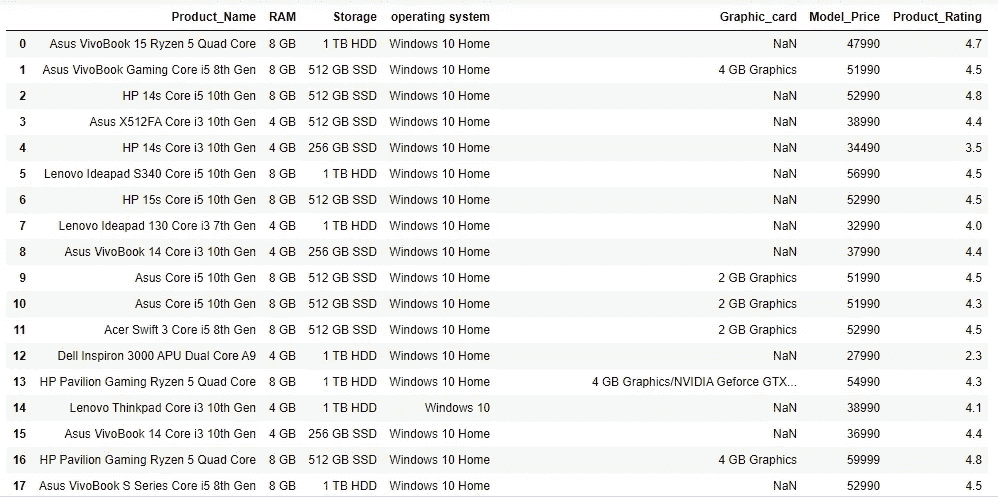 Product_Name RAM Storage operating system Graphic_card Model_Price Product_Rating
0 Asus VivoBook 15 Ryzen 5 Quad Core 8 GB 1 TB HDD Windows 10 Home NaN 47990 4.7
1 Asus VivoBook Gaming Core i5 8th Gen 8 GB 512 GB SSD Windows 10 Home 4 GB Graphics 51990 4.5
2 HP 14s Core i5 10th Gen 8 GB 512 GB SSD Windows 10 Home NaN 52990 4.8
3 Asus X512FA Core i3 10th Gen 4 GB 512 GB SSD Windows 10 Home NaN 38990 4.4
4 HP 14s Core i3 10th Gen 4 GB 256 GB SSD Windows 10 Home NaN 34490 3.5
5 Lenovo Ideapad S340 Core i5 10th Gen 8 GB 1 TB HDD Windows 10 Home NaN 56990 4.5
6 HP 15s Core i5 10th Gen 8 GB 512 GB SSD Windows 10 Home NaN 52990 4.5
7 Lenovo Ideapad 130 Core i3 7th Gen 4 GB 1 TB HDD Windows 10 Home NaN 32990 4.0
8 Asus VivoBook 14 Core i3 10th Gen 4 GB 256 GB SSD Windows 10 Home NaN 37990 4.4
9 Asus Core i5 10th Gen 8 GB 512 GB SSD Windows 10 Home 2 GB Graphics 51990 4.5
10 Asus Core i5 10th Gen 8 GB 512 GB SSD Windows 10 Home 2 GB Graphics 51990 4.3
11 Acer Swift 3 Core i5 8th Gen 8 GB 512 GB SSD Windows 10 Home 2 GB Graphics 52990 4.5
12 Dell Inspiron 3000 APU Dual Core A9 4 GB 1 TB HDD Windows 10 Home NaN 27990 2.3
13 HP Pavilion Gaming Ryzen 5 Quad Core 8 GB 1 TB HDD Windows 10 Home 4 GB Graphics/NVIDIA Geforce GTX... 54990 4.3
14 Lenovo Thinkpad Core i3 10th Gen 4 GB 1 TB HDD Windows 10 NaN 38990 4.1
15 Asus VivoBook 14 Core i3 10th Gen 4 GB 256 GB SSD Windows 10 Home NaN 36990 4.4
16 HP Pavilion Gaming Ryzen 5 Quad Core 8 GB 512 GB SSD Windows 10 Home 4 GB Graphics 59999 4.8
17 Asus VivoBook S Series Core i5 8th Gen 8 GB 1 TB HDD Windows 10 Home NaN 52990 4.5